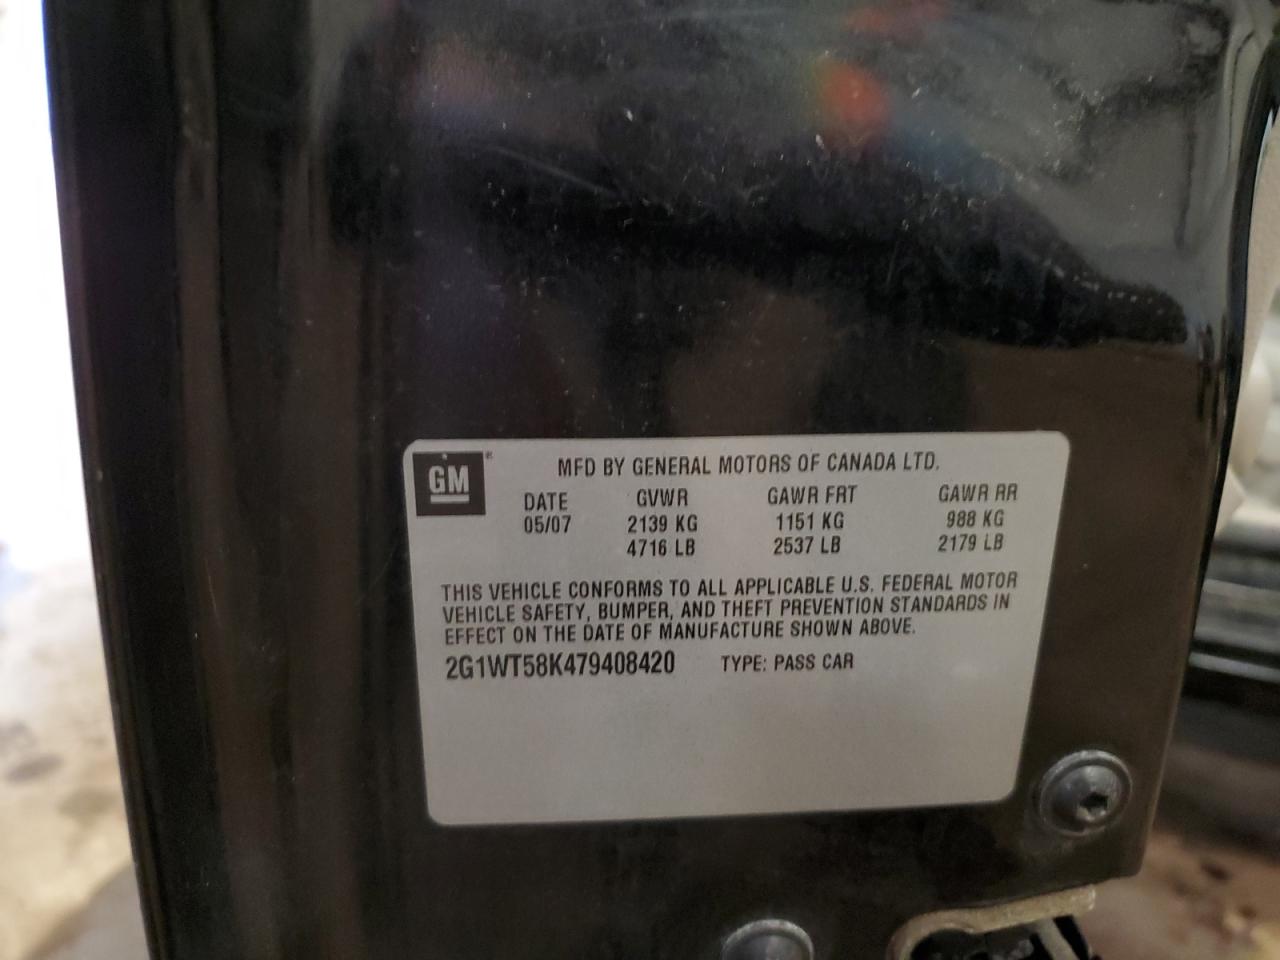 GM®
MFD BY GENERAL MOTORS OF CANADA LTD.
DATE GVWR GAWR FRT GAWR RR
05/07 2139 KG 1151 KG 988 KG
4716 LB 2537 LB 2179 LB
THIS VEHICLE CONFORMS TO ALL APPLICABLE U.S. FEDERAL MOTOR
VEHICLE SAFETY, BUMPER, AND THEFT PREVENTION STANDARDS IN
EFFECT ON THE DATE OF MANUFACTURE SHOWN ABOVE.
2G1WT58K479408420 TYPE: PASS CAR